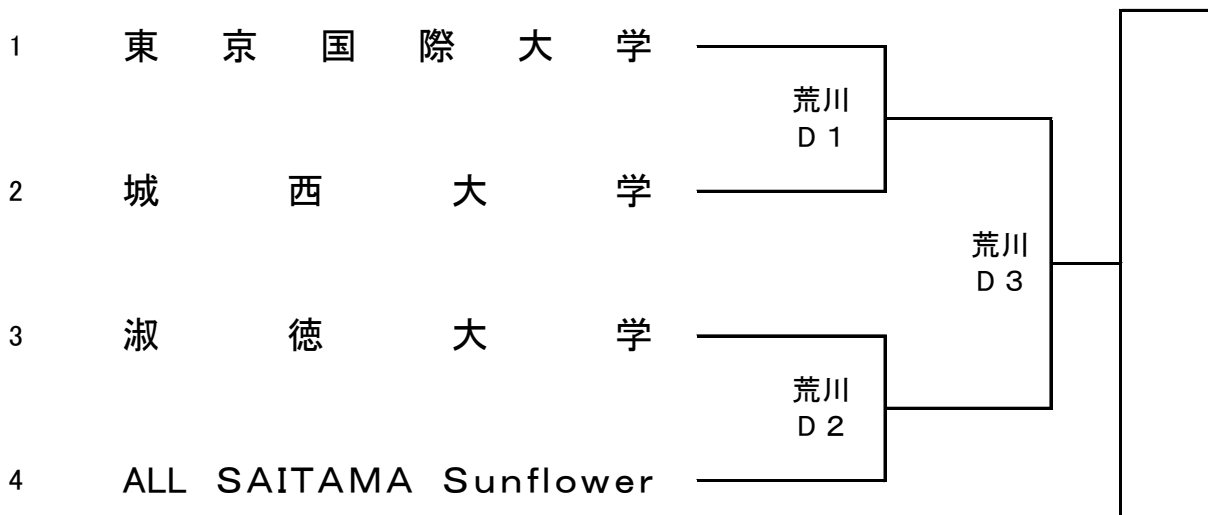 1 東京国際大学
荒川
D 1
2 城西大学
荒川
D 3
3 淑徳大学
荒川
D 2
4 ALL SAITAMA Sunflower